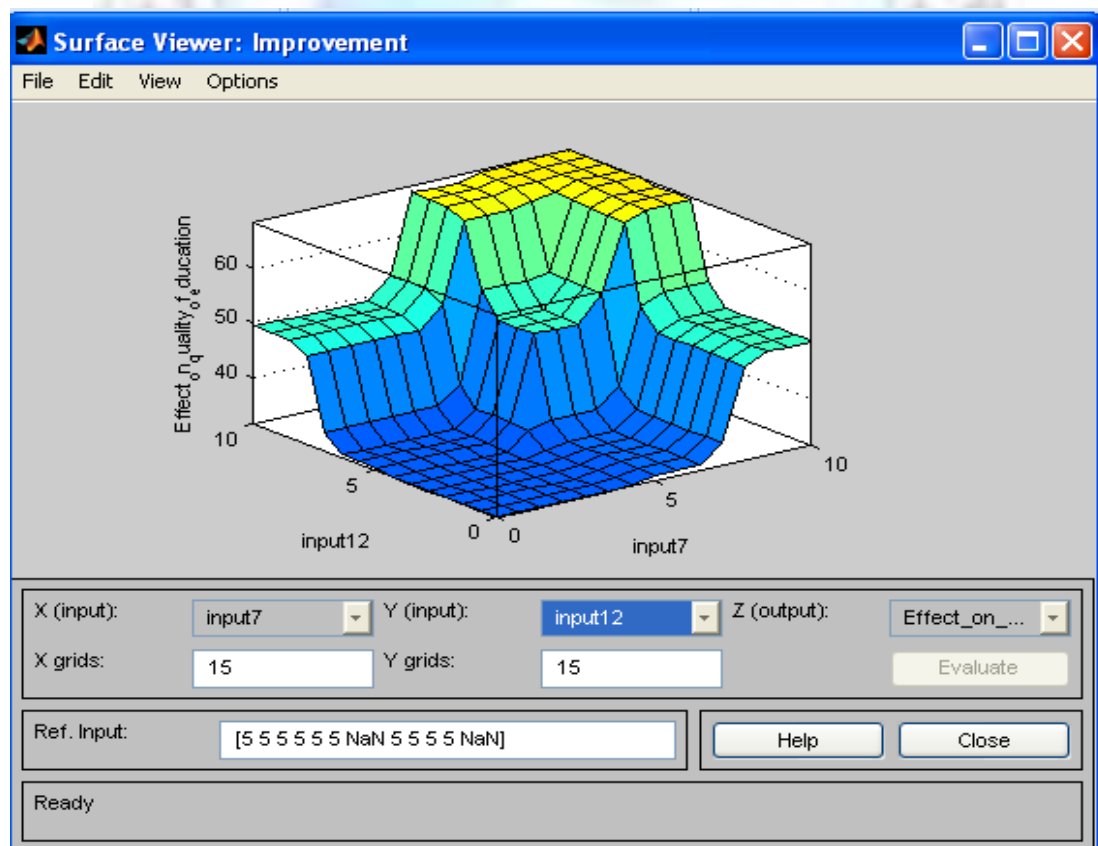 Surface Viewer: Improvement
File Edit View Options
Effect_on_quality_of_education
60
50
40
10
5
0
0
5
10
input12
input7
X (input): input7 Y (input): input12 Z (output): Effect_on_...
X grids: 15 Y grids: 15 Evaluate
Ref. Input: [5 5 5 5 5 5 NaN 5 5 5 5 NaN] Help Close
Ready